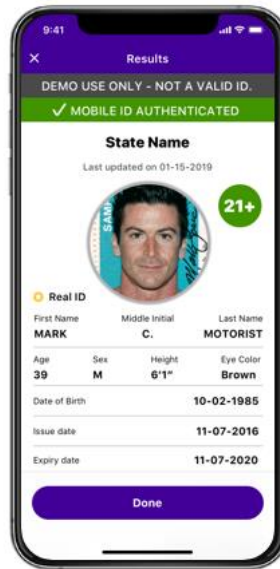 9:41
Results
DEMO USE ONLY - NOT A VALID ID.
MOBILE ID AUTHENTICATED
State Name
Last updated on 01-15-2019
SAMP
21+
Real ID
First Name Middle Initial Last Name
MARK C. MOTORIST
Age Sex Height Eye Color
39 M 6'1" Brown
Date of Birth 10-02-1985
Issue date 11-07-2016
Expiry date 11-07-2020
Done